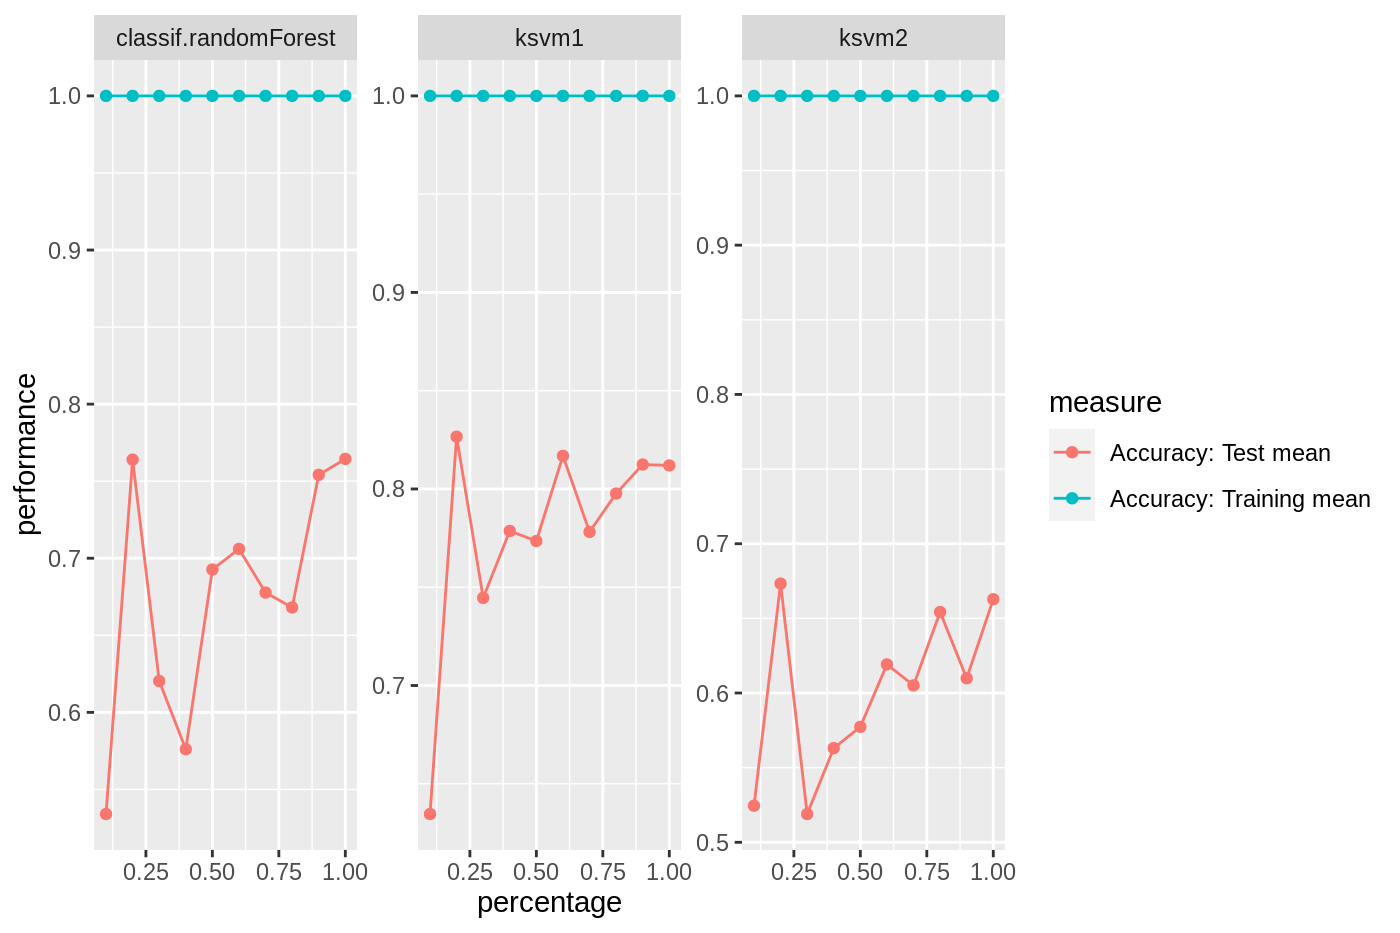 classif.randomForest
ksvm1
ksvm2
performance
1.0
0.9
0.8
0.7
0.6
1.0
0.9
0.8
0.7
1.0
0.9
0.8
0.7
0.6
0.5
0.25 0.50 0.75 1.00
0.25 0.50 0.75 1.00
0.25 0.50 0.75 1.00
percentage
measure
Accuracy: Test mean
Accuracy: Training mean